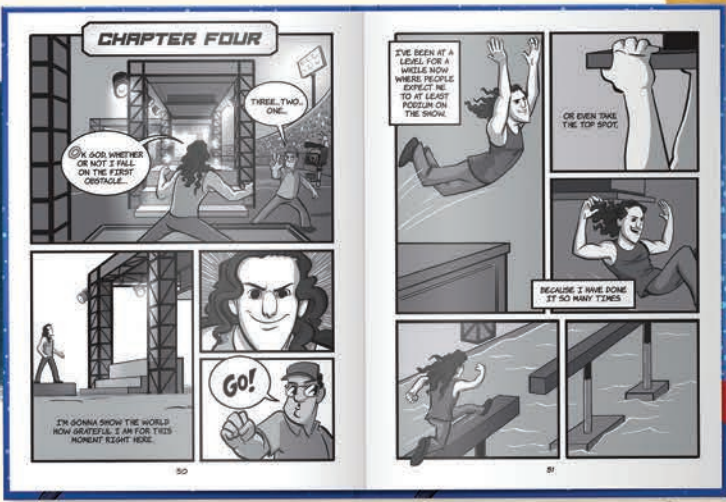 CHAPTER FOUR
THREE...TWO...
ONE...
OK GOD, WHETHER
OR NOT I FALL
ON THE FIRST
OBSTACLE...
I'M GONNA SHOW THE WORLD
HOW GRATEFUL I AM FOR THIS
MOMENT RIGHT HERE.
GO!
50
I'VE BEEN AT A
LEVEL FOR A
WHILE NOW
WHERE PEOPLE
EXPECT ME
TO AT LEAST
PODIUM ON
THE SHOW.
OR EVEN TAKE
THE TOP SPOT,
BECAUSE I HAVE DONE
IT SO MANY TIMES
51